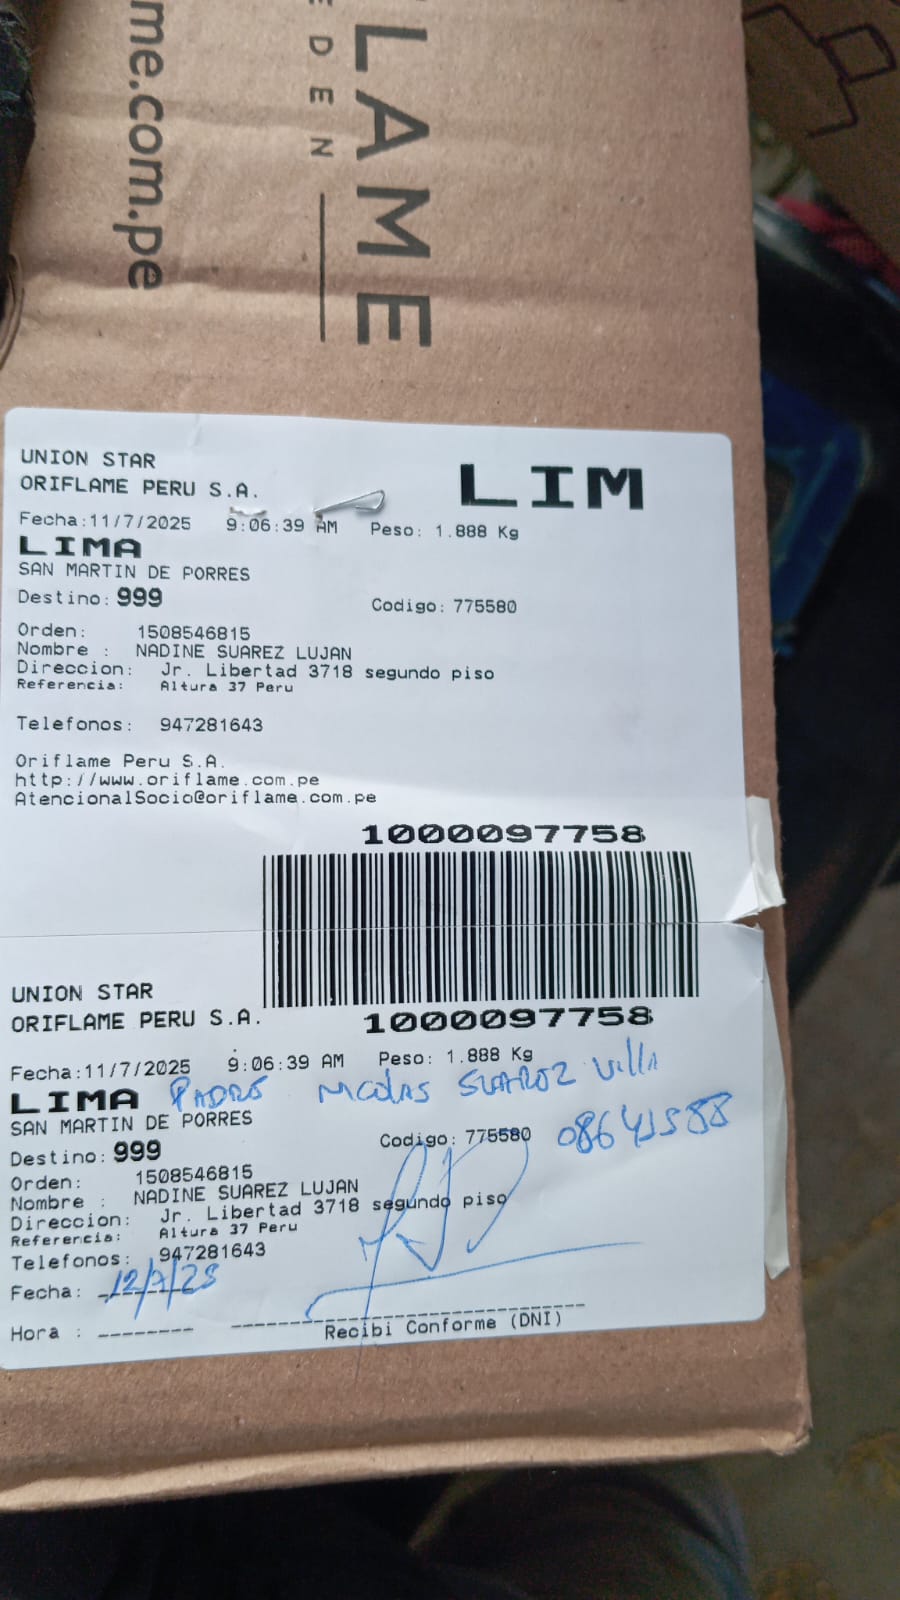 me.com.pe
LAME
EDEN
UNION STAR
ORIFLAME PERU S.A.
LIM
Fecha:11/7/2025 9:06:39 AM Peso: 1.888 Kg
LIMA
SAN MARTIN DE PORRES
Destino: 999 Codigo: 775580
Orden: 1508546815
Nombre : NADINE SUAREZ LUJAN
Direccion: Jr. Libertad 3718 segundo piso
Referencia: Altura 37 Peru
Telefonos: 947281643
Oriflame Peru S.A.
http://www.oriflame.com.pe
AtencionalSocio@oriflame.com.pe
1000097758
UNION STAR
ORIFLAME PERU S.A.
1000097758
Fecha:11/7/2025 9:06:39 AM Peso: 1.888 Kg
LIMA PADRE NICOLAS SUAREZ Villa
SAN MARTIN DE PORRES
Destino: 999 Codigo: 775580
Orden: 1508546815
Nombre : NADINE SUAREZ LUJAN
Direccion: Jr. Libertad 3718 segundo piso
Referencia: Altura 37 Peru
Telefonos: 947281643
Fecha: 12/7/25
Hora :
Recibi Conforme (DNI)